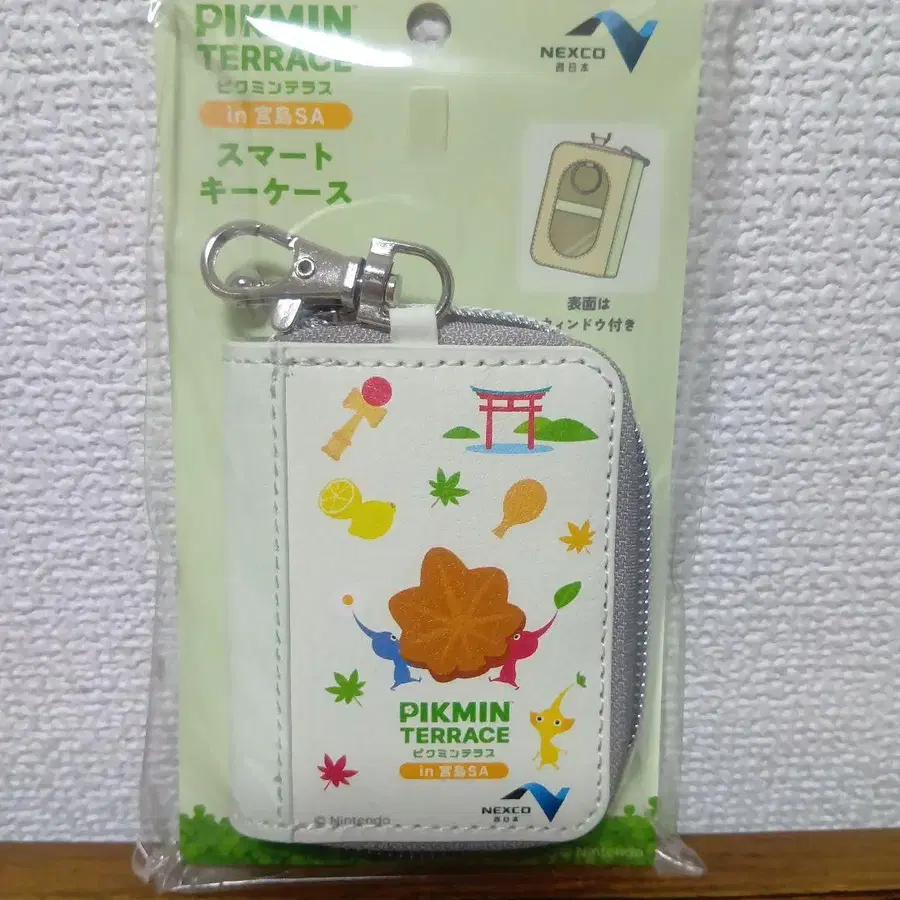 PIKMIN
TERRACE
ピクミンテラス
in 宮島SA
スマート
キーケース
NEXCO
西日本
表面は
ウィンドウ付き
PIKMIN
TERRACE
ピクミンテラス
in 宮島SA
NEXCO
西日本
© Nintendo
© Nintendo